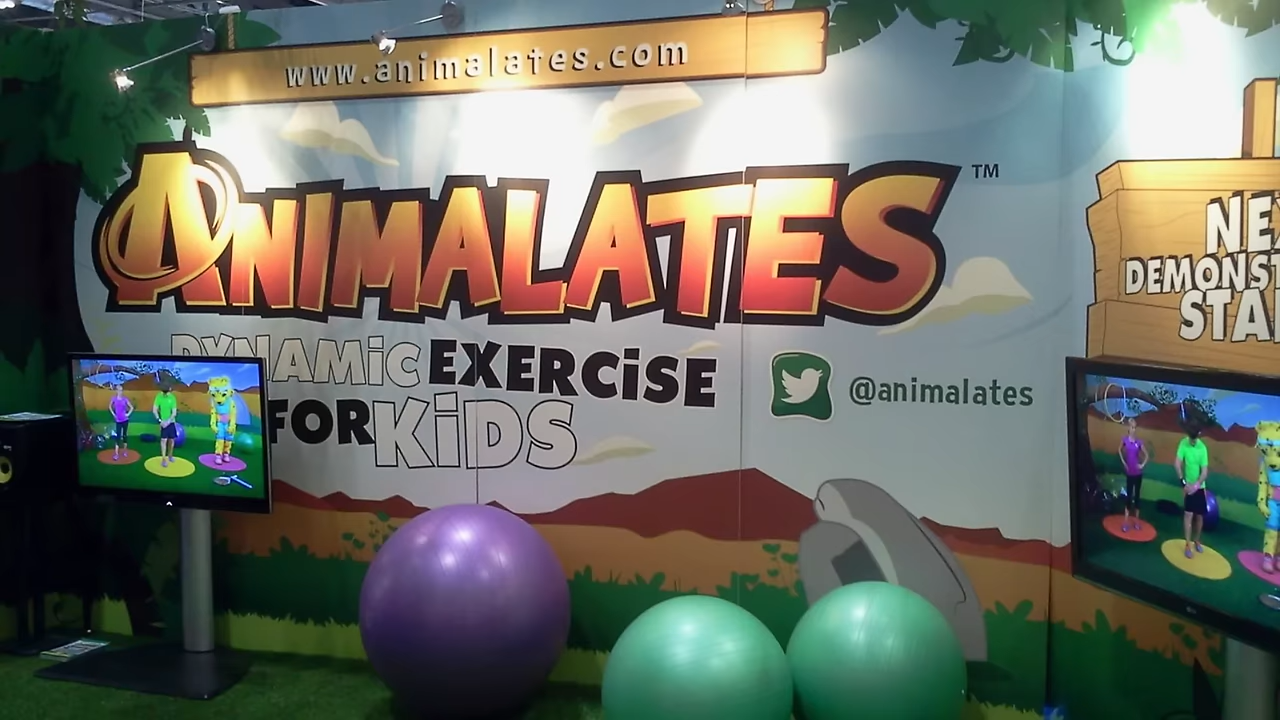 www.animalates.com
ANIMALATES™
DYNAMiC EXERCiSE
FOR KiDS
@animalates